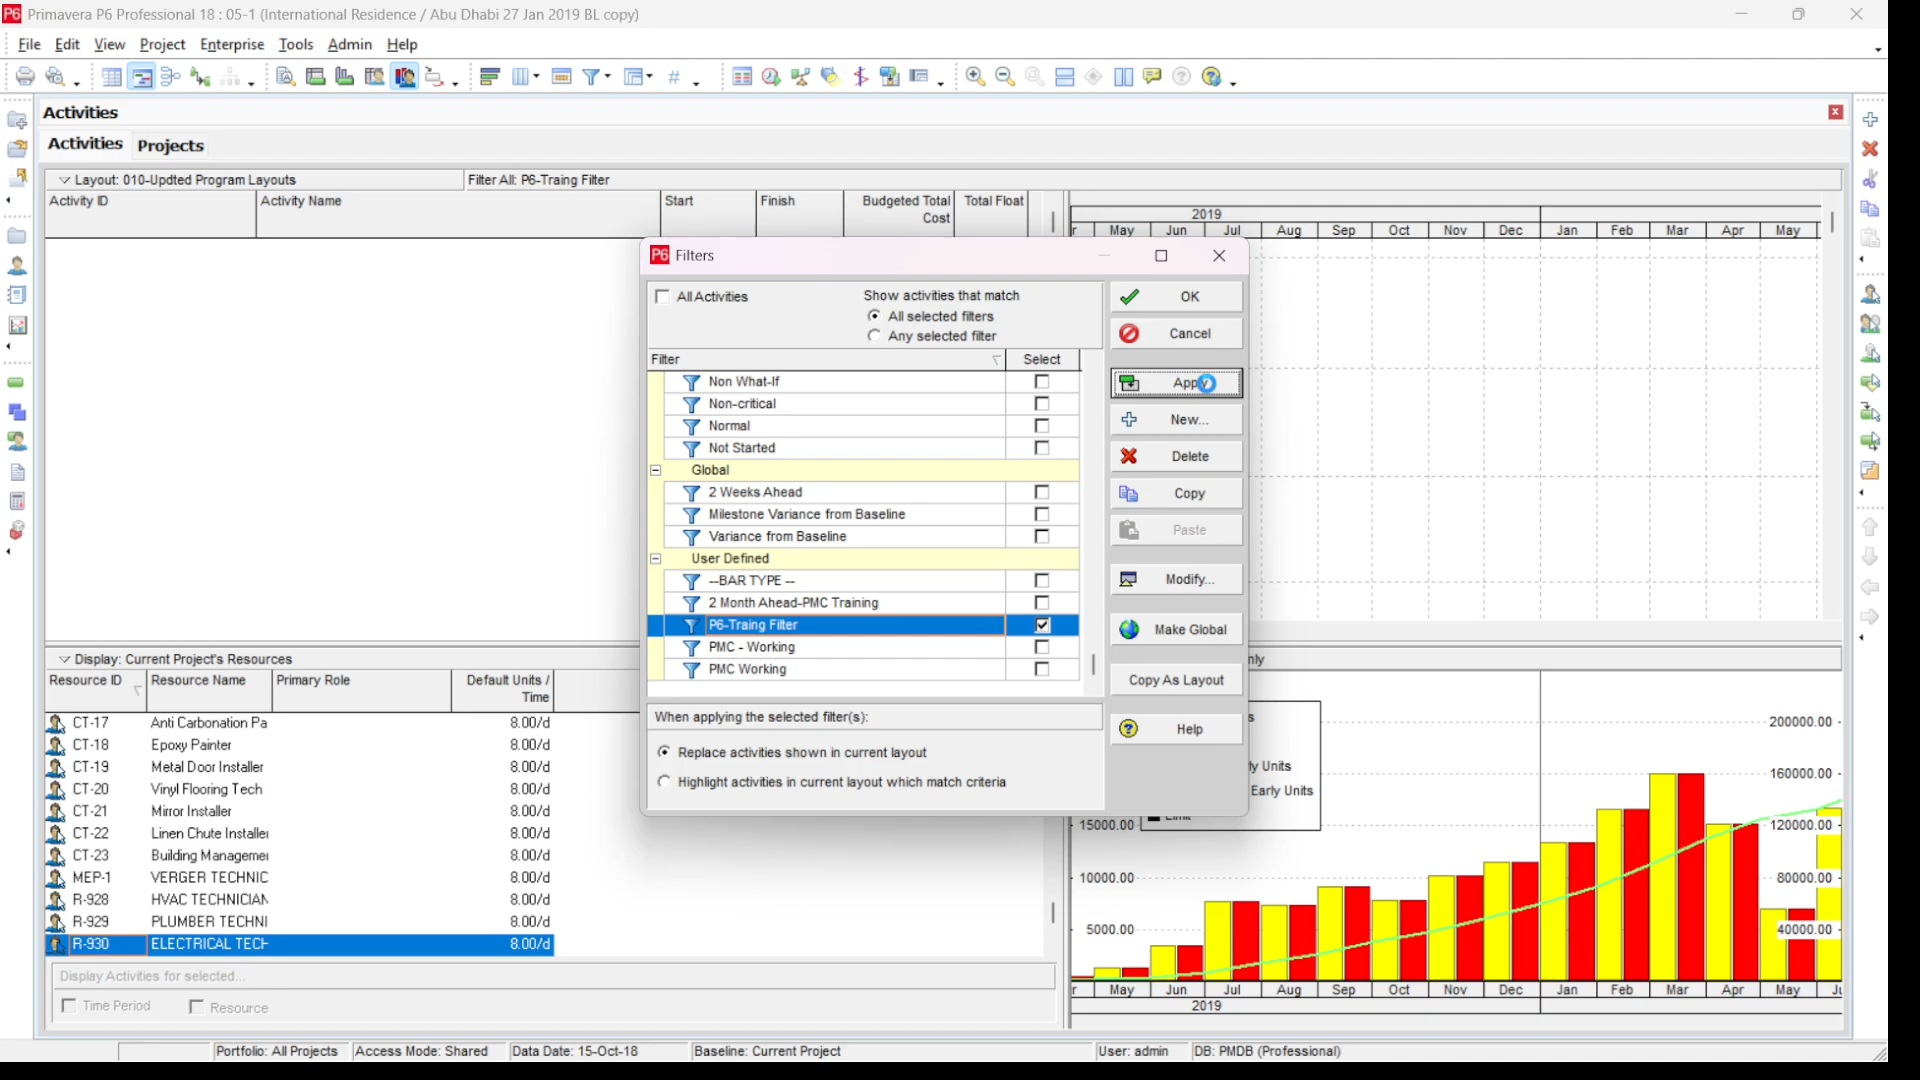 P6 Primavera P6 Professional 18 : 05-1 (International Residence / Abu Dhabi 27 Jan 2019 BL copy)
File Edit View Project Enterprise Tools Admin Help
Activities
Activities Projects
Layout: 010-Updted Program Layouts Filter All: P6-Traing Filter
Activity ID Activity Name Start Finish Budgeted Total Cost Total Float
2019
r May Jun Jul Aug Sep Oct Nov Dec Jan Feb Mar Apr May
P6 Filters
All Activities
Show activities that match
All selected filters
Any selected filter
Filter Select
Non What-If
Non-critical
Normal
Not Started
Global
2 Weeks Ahead
Milestone Variance from Baseline
Variance from Baseline
User Defined
--BAR TYPE --
2 Month Ahead-PMC Training
P6-Traing Filter
PMC - Working
PMC Working
When applying the selected filter(s):
Replace activities shown in current layout
Highlight activities in current layout which match criteria
OK
Cancel
Apply
New...
Delete
Copy
Paste
Modify...
Make Global
Copy As Layout
Help
Display: Current Project's Resources
Resource ID Resource Name Primary Role Default Units / Time
CT-17 Anti Carbonation Pa 8.00/d
CT-18 Epoxy Painter 8.00/d
CT-19 Metal Door Installer 8.00/d
CT-20 Vinyl Flooring Tech 8.00/d
CT-21 Mirror Installer 8.00/d
CT-22 Linen Chute Installer 8.00/d
CT-23 Building Managemer 8.00/d
MEP-1 VERGER TECHNIC 8.00/d
R-928 HVAC TECHNICIAN 8.00/d
R-929 PLUMBER TECHNI 8.00/d
R-930 ELECTRICAL TECH 8.00/d
Display Activities for selected...
Time Period Resource
nly
s
ly Units
Early Units
Limit
15000.00
10000.00
5000.00
200000.00
160000.00
120000.00
80000.00
40000.00
r May Jun Jul Aug Sep Oct Nov Dec Jan Feb Mar Apr May Ju
2019
Portfolio: All Projects Access Mode: Shared Data Date: 15-Oct-18 Baseline: Current Project User: admin DB: PMDB (Professional)